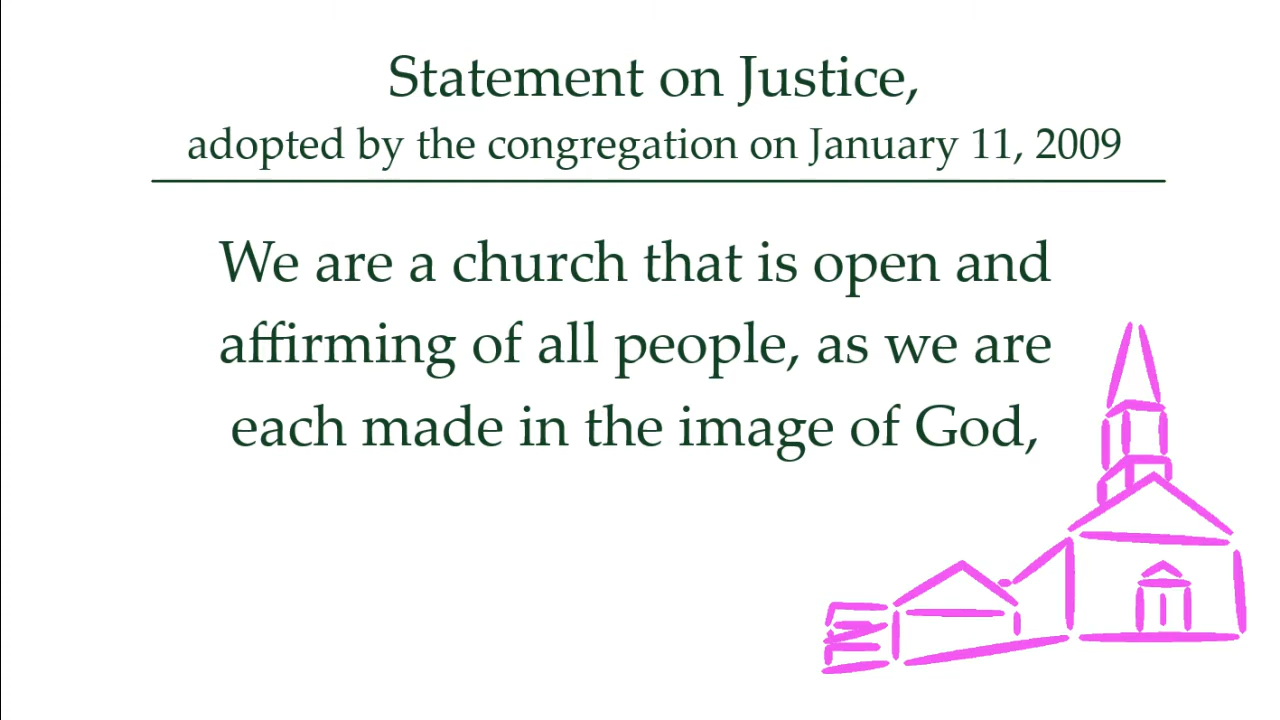 Statement on Justice,
adopted by the congregation on January 11, 2009
We are a church that is open and
affirming of all people, as we are
each made in the image of God,